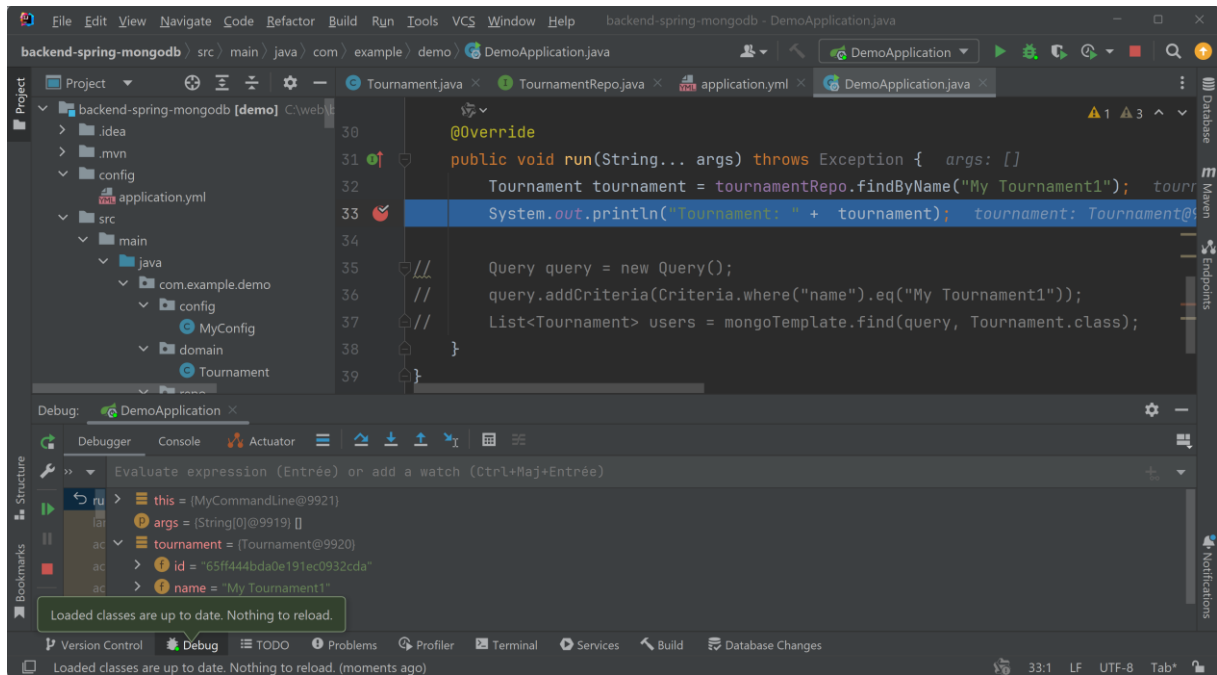 File Edit View Navigate Code Refactor Build Run Tools VCS Window Help backend-spring-mongodb - DemoApplication.java
backend-spring-mongodb src main java com example demo DemoApplication.java DemoApplication
Project
Project Tournament.java TournamentRepo.java application.yml DemoApplication.java
backend-spring-mongodb [demo] C:\web\b
.idea
.mvn
config
application.yml
src
main
java
com.example.demo
config
MyConfig
domain
Tournament
1 3
30 @Override
31 public void run(String... args) throws Exception { args: []
32 Tournament tournament = tournamentRepo.findByName("My Tournament1"); tourn
33 System.out.println("Tournament: " + tournament); tournament: Tournament@9
34
35 // Query query = new Query();
36 // query.addCriteria(Criteria.where("name").eq("My Tournament1"));
37 // List<Tournament> users = mongoTemplate.find(query, Tournament.class);
38 }
39 }
Database
m Maven
Endpoints
Notifications
Debug: DemoApplication
Debugger Console Actuator
Evaluate expression (Entrée) or add a watch (Ctrl+Maj+Entrée)
ru this = {MyCommandLine@9921}
args = {String[0]@9919} []
ac tournament = {Tournament@9920}
ac id = "65ff444bda0e191ec0932cda"
ac name = "My Tournament1"
Structure
Bookmarks
Loaded classes are up to date. Nothing to reload.
Version Control Debug TODO Problems Profiler Terminal Services Build Database Changes
Loaded classes are up to date. Nothing to reload. (moments ago) 33:1 LF UTF-8 Tab*